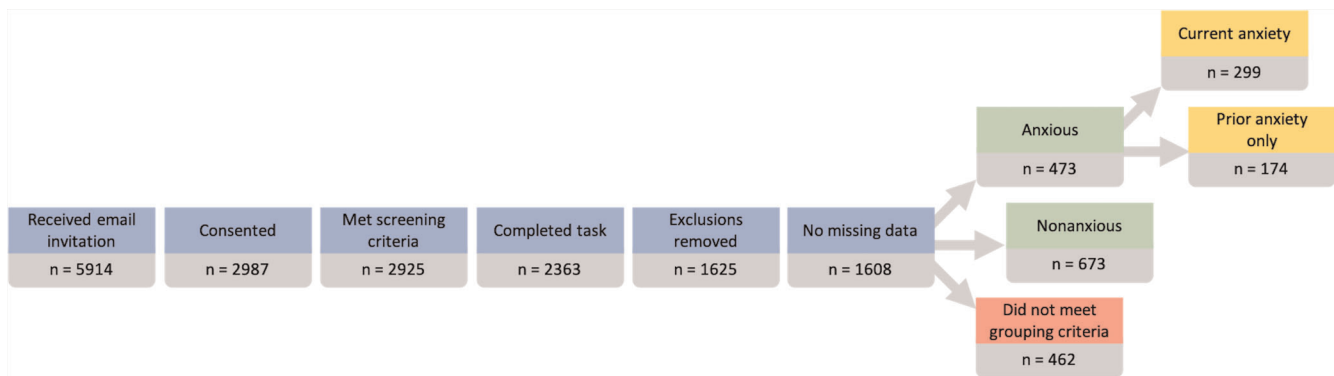 Received email
invitation
n = 5914
Consented
n = 2987
Met screening
criteria
n = 2925
Completed task
n = 2363
Exclusions
removed
n = 1625
No missing data
n = 1608
Anxious
n = 473
Current anxiety
n = 299
Prior anxiety
only
n = 174
Nonanxious
n = 673
Did not meet
grouping criteria
n = 462